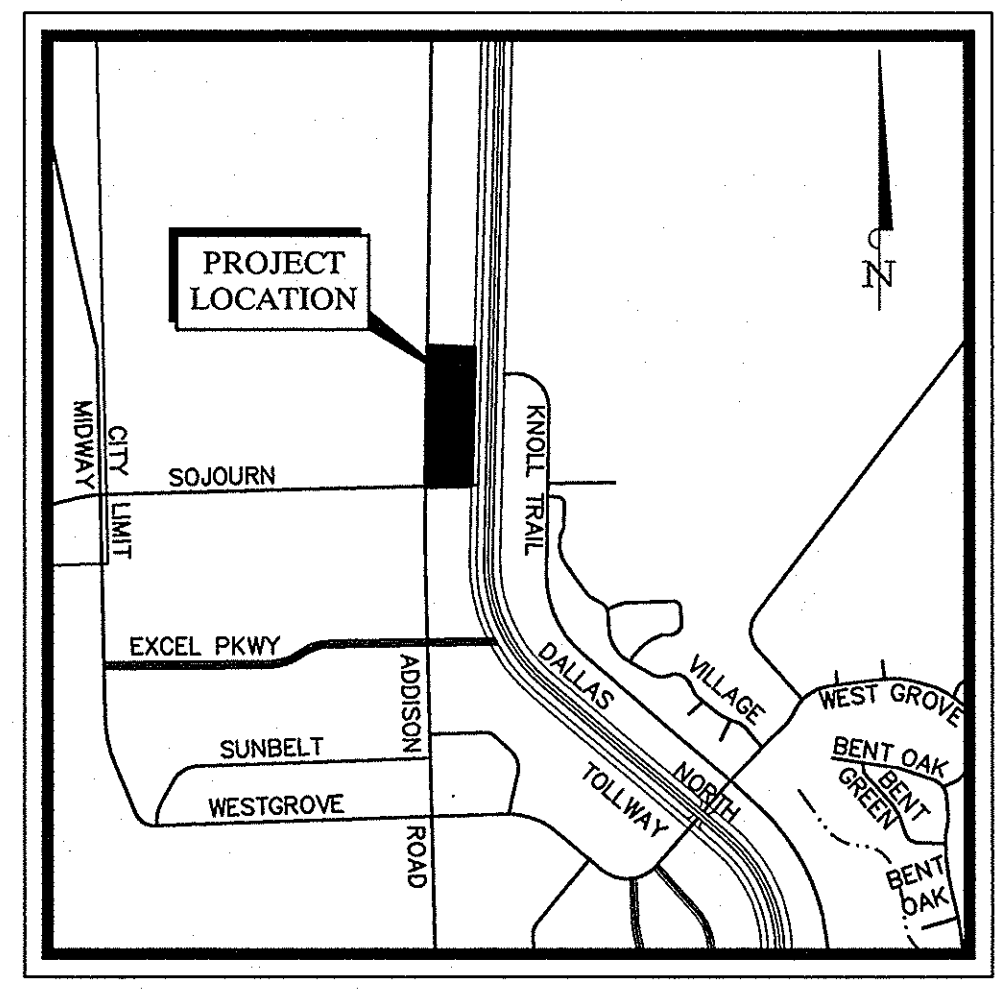 PROJECT
LOCATION
N
MIDWAY
CITY LIMIT
SOJOURN
KNOLL TRAIL
EXCEL PKWY
ADDISON
ROAD
DALLAS
NORTH
TOLLWAY
VILLAGE
WEST GROVE
SUNBELT
WESTGROVE
BENT OAK
BENT
GREEN
BENT
OAK